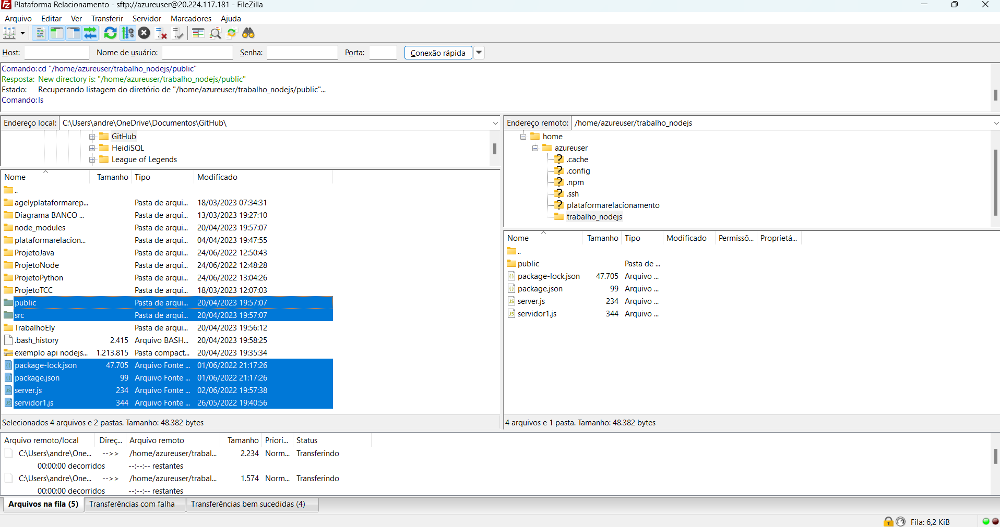 Plataforma Relacionamento - sftp://azureuser@20.224.117.181 - FileZilla
Arquivo Editar Ver Transferir Servidor Marcadores Ajuda
Host: Nome de usuário: Senha: Porta: Conexão rápida
Comando: cd "/home/azureuser/trabalho_nodejs/public"
Resposta: New directory is: "/home/azureuser/trabalho_nodejs/public"
Estado: Recuperando listagem do diretório de "/home/azureuser/trabalho_nodejs/public"...
Comando: ls
Endereço local: C:\Users\andre\OneDrive\Documentos\GitHub\
GitHub
HeidiSQL
League of Legends
Nome Tamanho Tipo Modificado
..
agelyplataformarep... Pasta de arqui... 18/03/2023 07:34:31
Diagrama BANCO ... Pasta de arqui... 13/03/2023 19:27:10
node_modules Pasta de arqui... 20/04/2023 19:57:07
plataformarelacion... Pasta de arqui... 04/04/2023 19:47:55
ProjetoJava Pasta de arqui... 24/06/2022 12:50:43
ProjetoNode Pasta de arqui... 24/06/2022 12:48:28
ProjetoPython Pasta de arqui... 24/06/2022 13:04:26
ProjetoTCC Pasta de arqui... 18/03/2023 12:07:03
public Pasta de arqui... 20/04/2023 19:57:07
src Pasta de arqui... 20/04/2023 19:57:07
TrabalhoEly Pasta de arqui... 20/04/2023 19:56:12
.bash_history 2.415 Arquivo BASH... 20/04/2023 19:58:25
exemplo api nodejs... 1.213.815 Pasta compact... 20/04/2023 19:35:34
package-lock.json 47.705 Arquivo Fonte ... 01/06/2022 21:17:26
package.json 99 Arquivo Fonte ... 01/06/2022 21:17:26
server.js 234 Arquivo Fonte ... 02/06/2022 19:57:38
servidor1.js 344 Arquivo Fonte ... 26/05/2022 19:40:56
Selecionados 4 arquivos e 2 pastas. Tamanho: 48.382 bytes
Endereço remoto: /home/azureuser/trabalho_nodejs
home
azureuser
.cache
.config
.npm
.ssh
plataformarelacionamento
trabalho_nodejs
Nome Tamanho Tipo Modificado Permissõ... Proprietá...
..
public Pasta de ...
package-lock.json 47.705 Arquivo ...
package.json 99 Arquivo ...
server.js 234 Arquivo ...
servidor1.js 344 Arquivo ...
4 arquivos e 1 pasta. Tamanho: 48.382 bytes
Arquivo remoto/local Direç... Arquivo remoto Tamanho Priori... Status
C:\Users\andre\One... -->> /home/azureuser/trabal... 2.234 Norm... Transferindo
00:00:00 decorridos --:--:-- restantes
C:\Users\andre\One... -->> /home/azureuser/trabal... 1.574 Norm... Transferindo
00:00:00 decorridos --:--:-- restantes
Arquivos na fila (5) Transferências com falha Transferências bem sucedidas (4)
Fila: 6,2 KiB